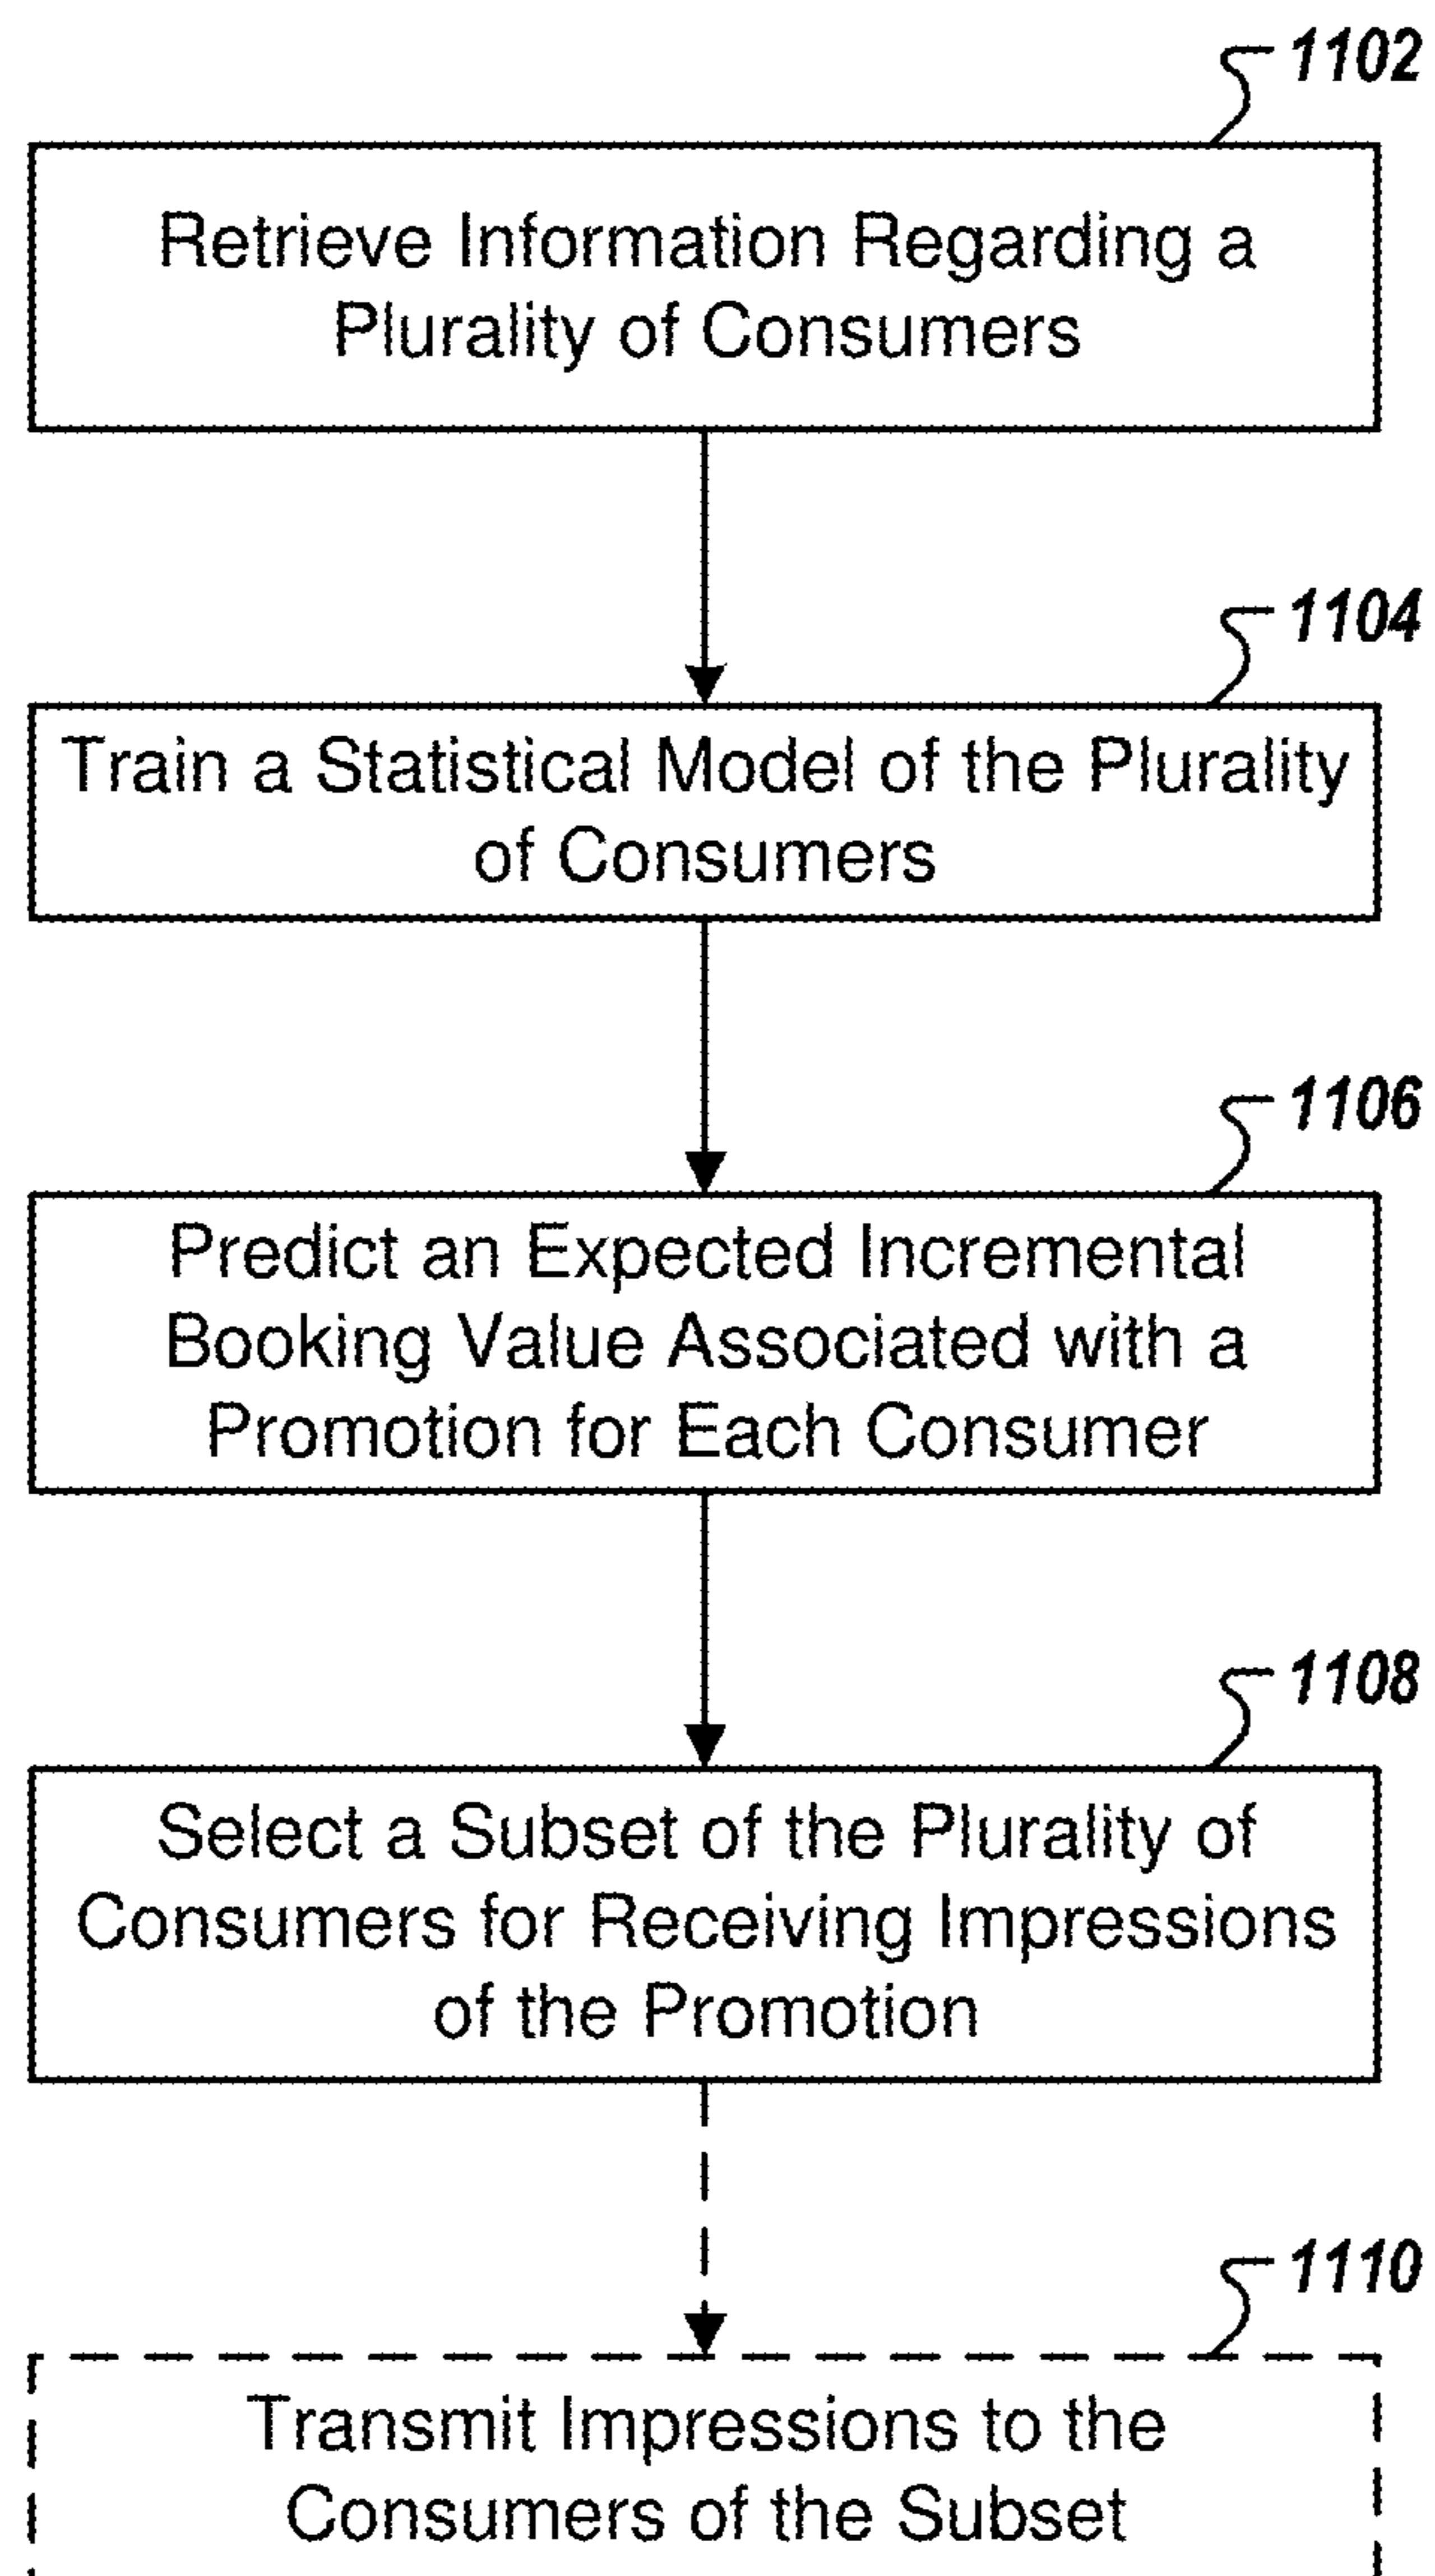 1102
Retrieve Information Regarding a
Plurality of Consumers
1104
Train a Statistical Model of the Plurality
of Consumers
1106
Predict an Expected Incremental
Booking Value Associated with a
Promotion for Each Consumer
1108
Select a Subset of the Plurality of
Consumers for Receiving Impressions
of the Promotion
1110
Transmit Impressions to the
Consumers of the Subset